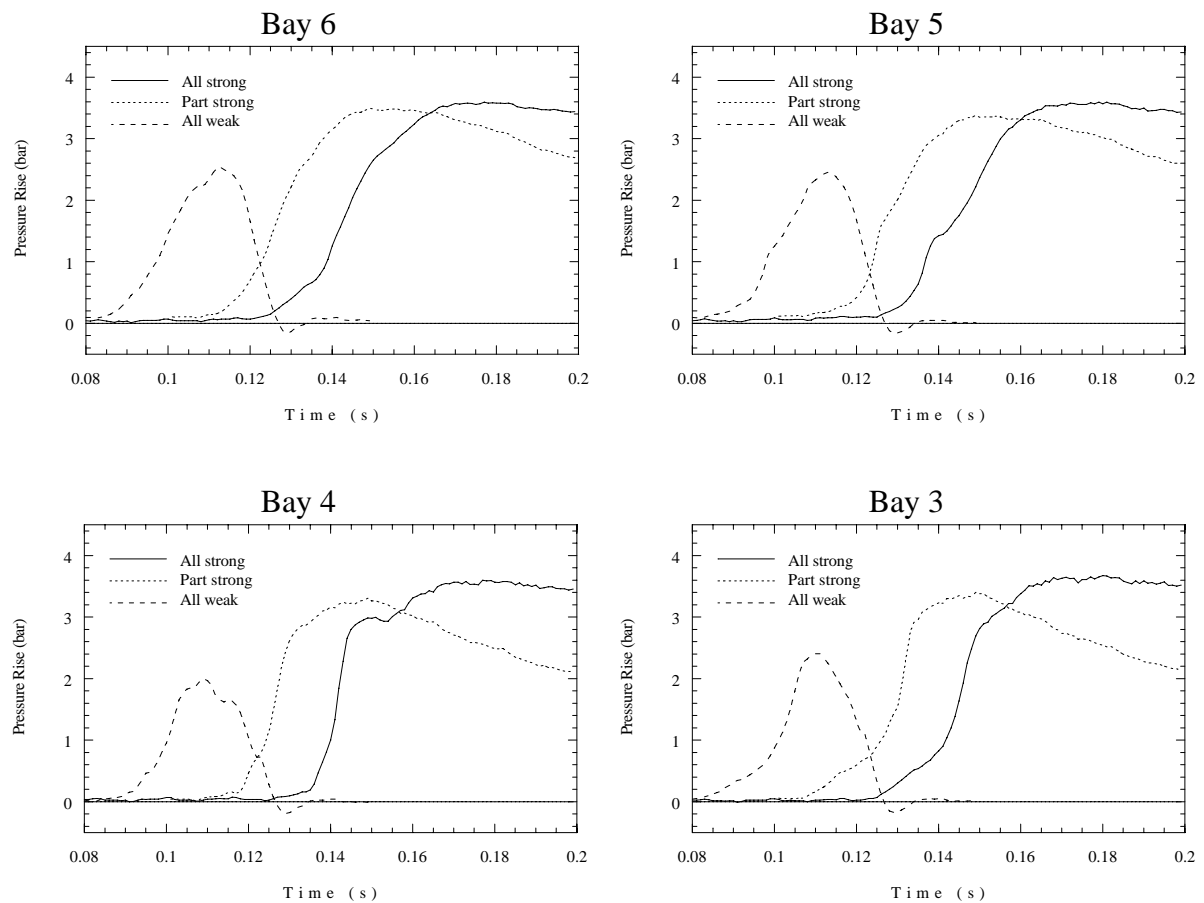 Bay 6
4
3
2
1
0
Pressure Rise (bar)
All strong
Part strong
All weak
0.08 0.1 0.12 0.14 0.16 0.18 0.2
Time (s)
Bay 5
4
3
2
1
0
Pressure Rise (bar)
All strong
Part strong
All weak
0.08 0.1 0.12 0.14 0.16 0.18 0.2
Time (s)
Bay 4
4
3
2
1
0
Pressure Rise (bar)
All strong
Part strong
All weak
0.08 0.1 0.12 0.14 0.16 0.18 0.2
Time (s)
Bay 3
4
3
2
1
0
Pressure Rise (bar)
All strong
Part strong
All weak
0.08 0.1 0.12 0.14 0.16 0.18 0.2
Time (s)